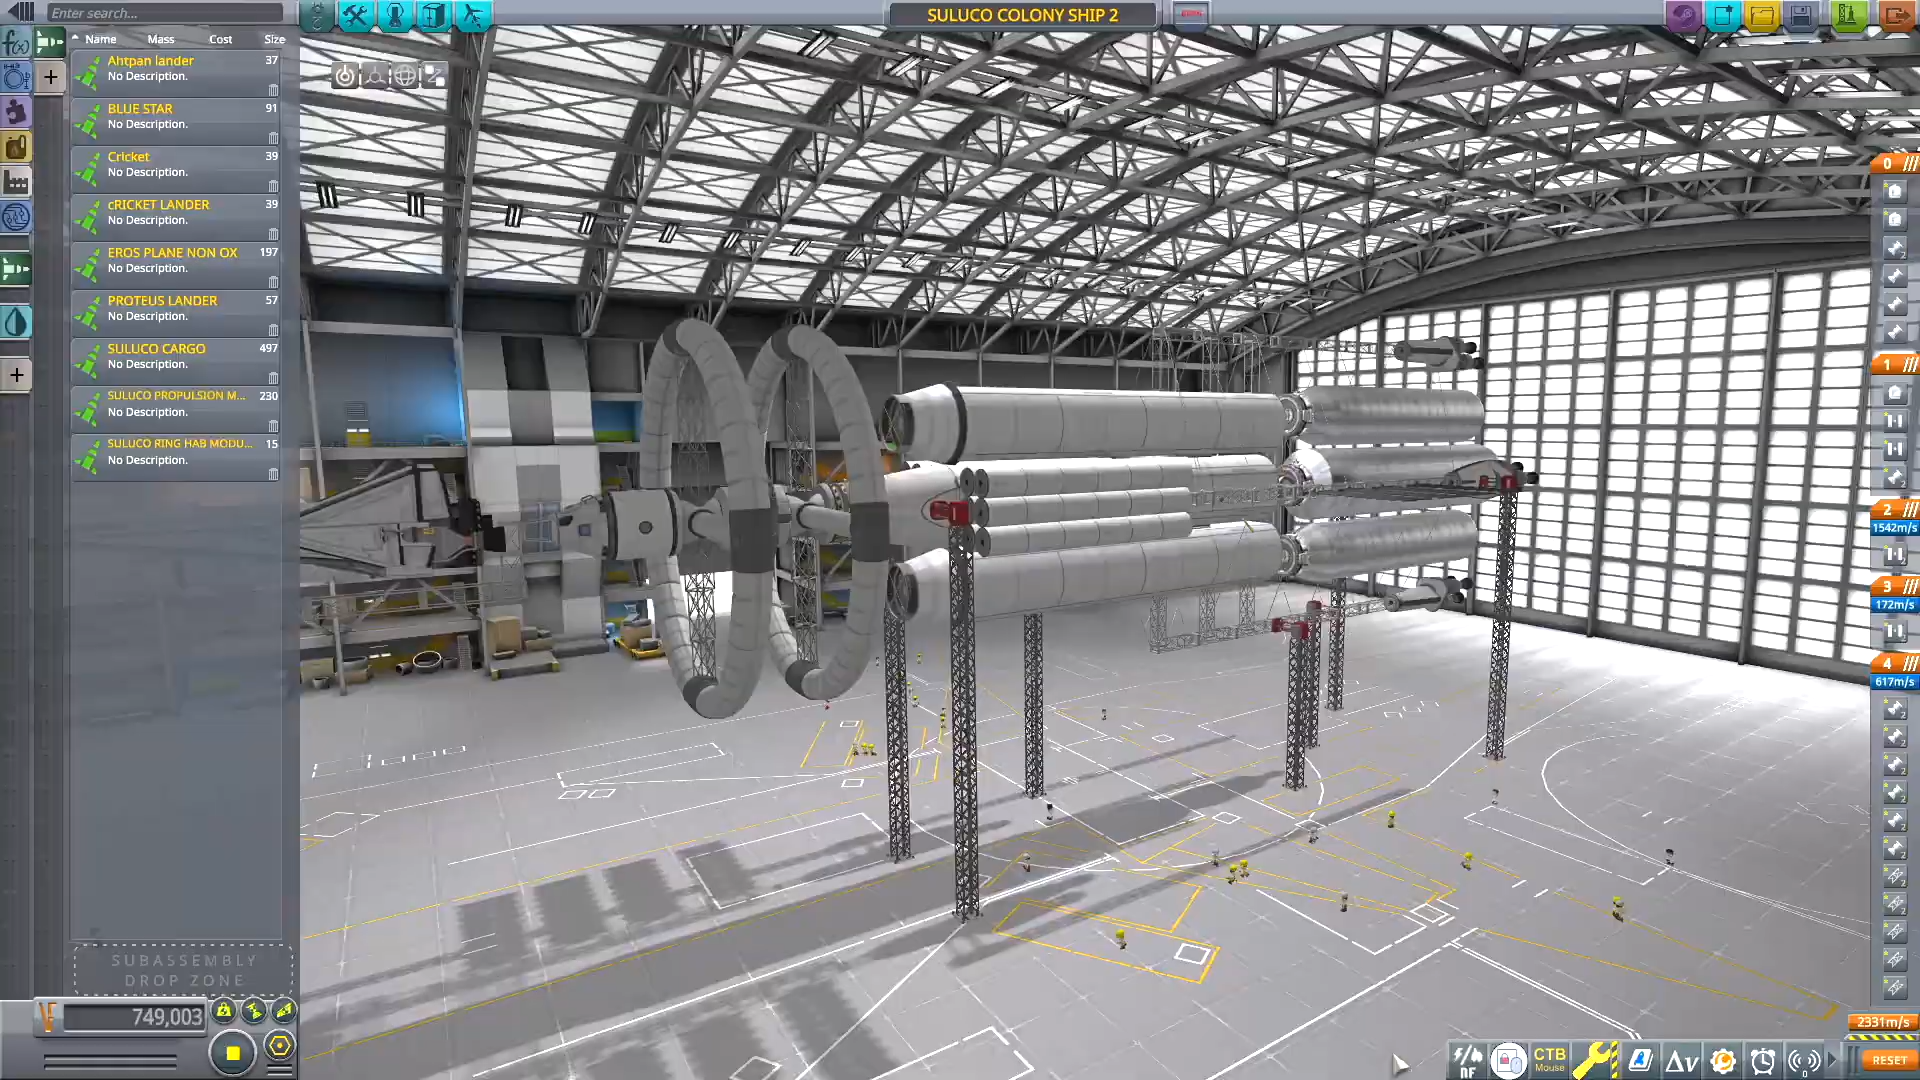 Enter search...
SULUCO COLONY SHIP 2
Name Mass Cost Size
Ahtpan lander 37
No Description.
BLUE STAR 91
No Description.
Cricket 39
No Description.
cRICKET LANDER 39
No Description.
EROS PLANE NON OX 197
No Description.
PROTEUS LANDER 57
No Description.
SULUCO CARGO 497
No Description.
SULUCO PROPULSION M... 230
No Description.
SULUCO RING HAB MODU... 15
No Description.
SUBASSEMBLY
DROP ZONE
749,003
0
1
2
1542m/s
3
172m/s
4
617m/s
2331m/s
NF
CTB
Mouse
Δv
0
RESET